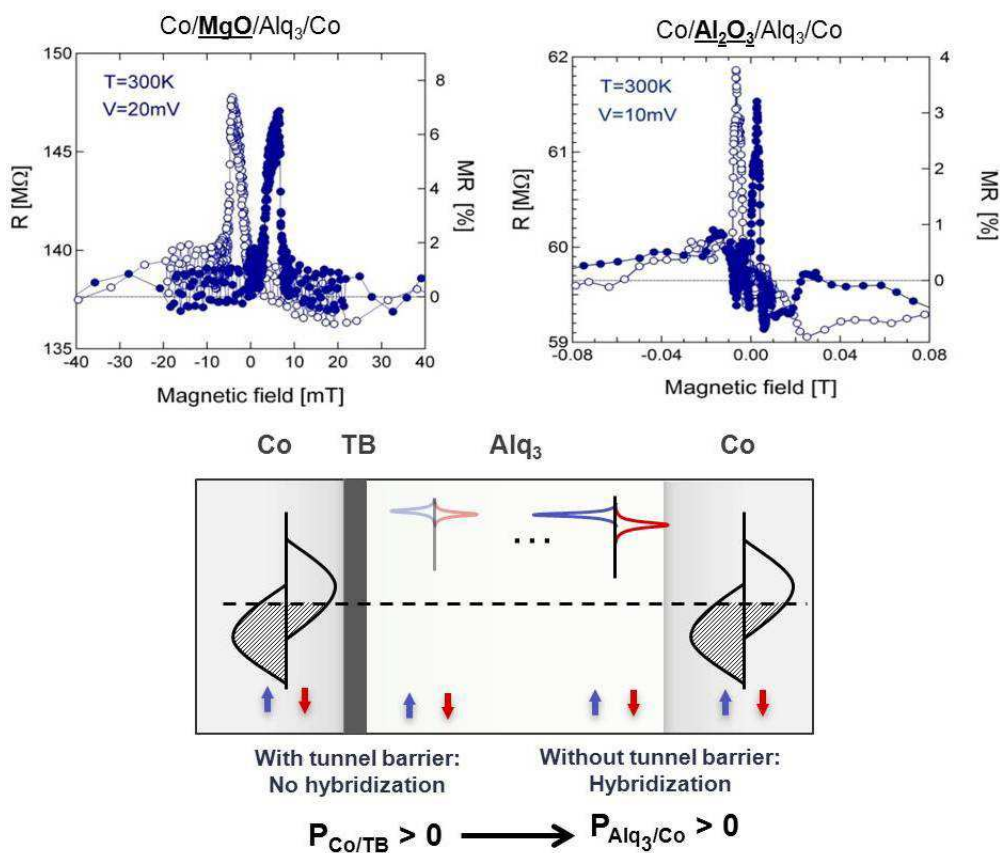 Co/MgO/Alq3/Co
Co/Al2O3/Alq3/Co
150
145
140
135
R [MΩ]
T=300K
V=20mV
8
6
4
2
0
MR [%]
-40 -30 -20 -10 0 10 20 30 40
Magnetic field [mT]
62
61
60
59
R [MΩ]
T=300K
V=10mV
4
3
2
1
0
MR [%]
-0.08 -0.04 0.00 0.04 0.08
Magnetic field [T]
Co TB Alq3 Co
...
With tunnel barrier:
No hybridization
Without tunnel barrier:
Hybridization
PCo/TB > 0
PAlq3/Co > 0